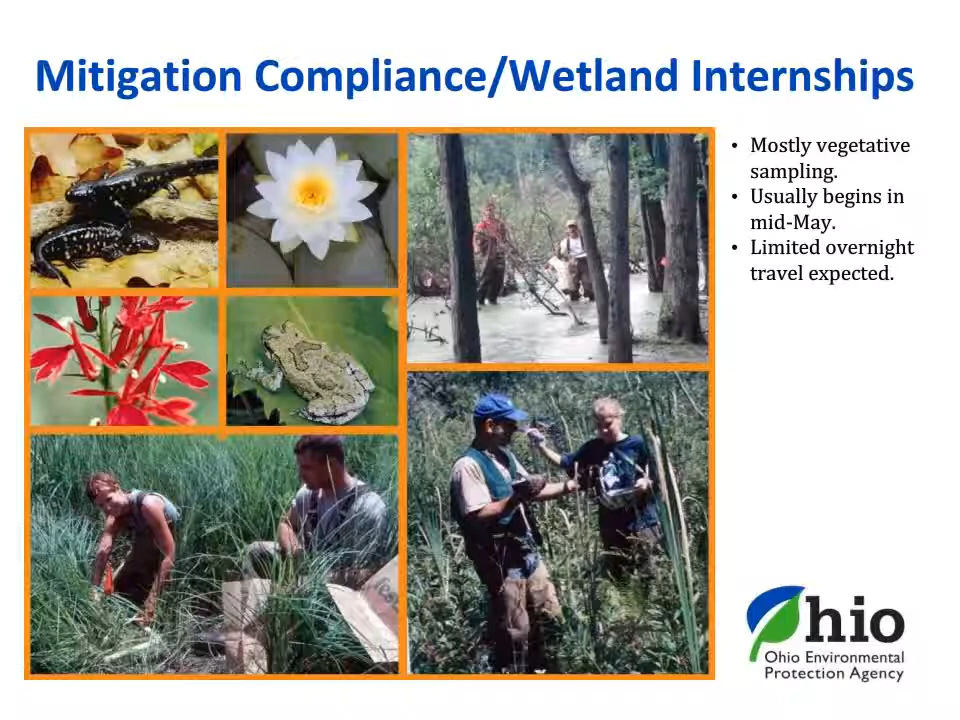 Mitigation Compliance/Wetland Internships
• Mostly vegetative
sampling.
• Usually begins in
mid-May.
• Limited overnight
travel expected.
Ohio
Ohio Environmental
Protection Agency